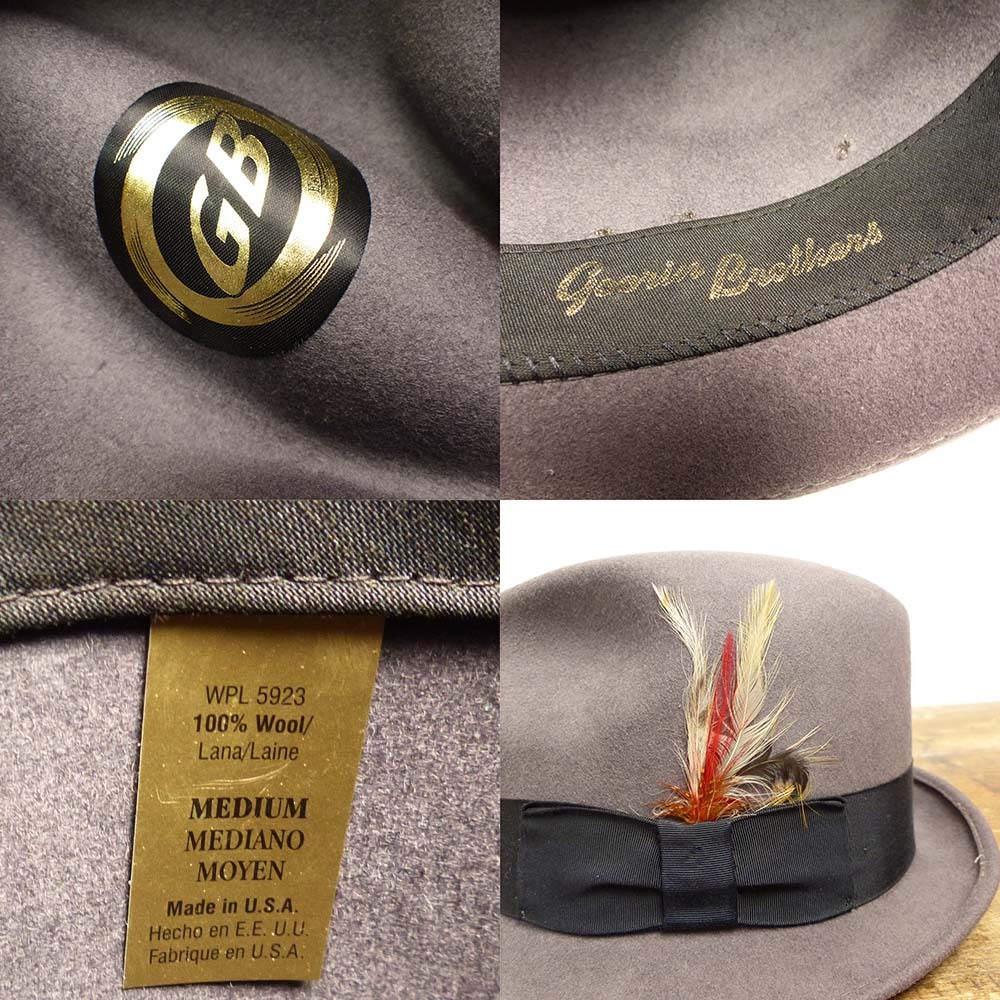 GB
Goorin Brothers
WPL 5923
100% Wool/
Lana/Laine
MEDIUM
MEDIANO
MOYEN
Made in U.S.A.
Hecho en E.E. U.U.
Fabrique en U.S.A.